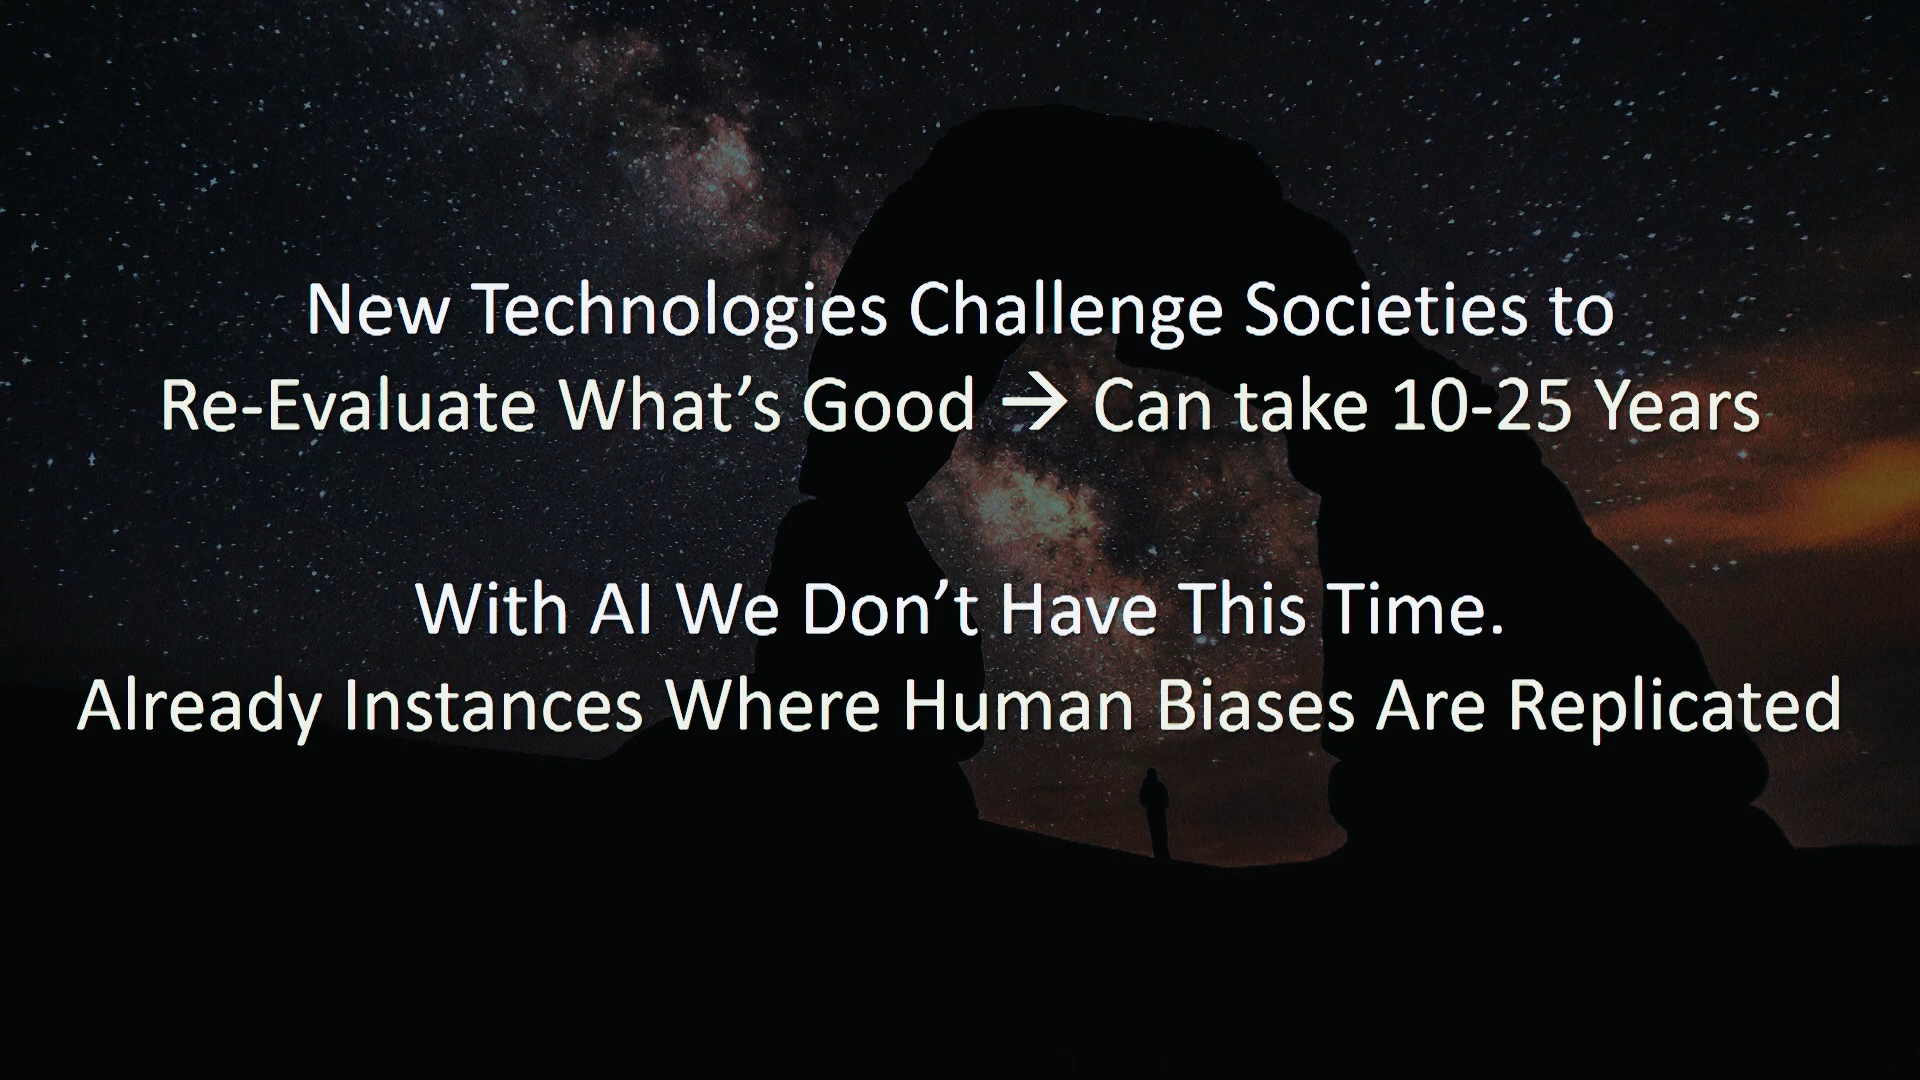 New Technologies Challenge Societies to
Re-Evaluate What’s Good → Can take 10-25 Years
With AI We Don’t Have This Time.
Already Instances Where Human Biases Are Replicated